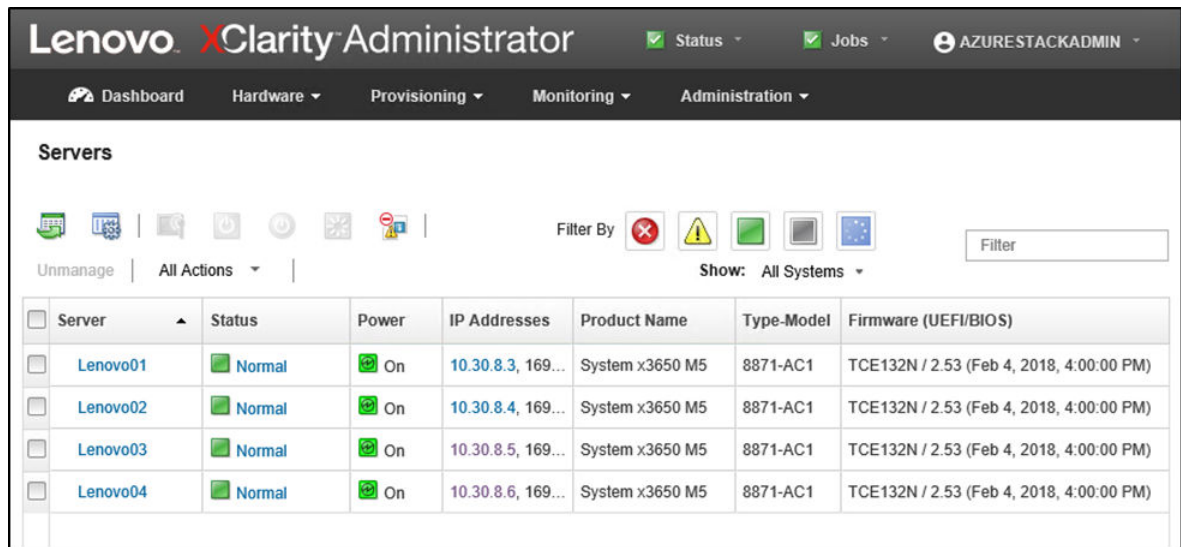 Lenovo. XClarity Administrator Status Jobs AZURESTACKADMIN
Dashboard Hardware Provisioning Monitoring Administration
Servers
Filter By Filter
Unmanage All Actions Show: All Systems
Server Status Power IP Addresses Product Name Type-Model Firmware (UEFI/BIOS)
Lenovo01 Normal On 10.30.8.3, 169... System x3650 M5 8871-AC1 TCE132N / 2.53 (Feb 4, 2018, 4:00:00 PM)
Lenovo02 Normal On 10.30.8.4, 169... System x3650 M5 8871-AC1 TCE132N / 2.53 (Feb 4, 2018, 4:00:00 PM)
Lenovo03 Normal On 10.30.8.5, 169... System x3650 M5 8871-AC1 TCE132N / 2.53 (Feb 4, 2018, 4:00:00 PM)
Lenovo04 Normal On 10.30.8.6, 169... System x3650 M5 8871-AC1 TCE132N / 2.53 (Feb 4, 2018, 4:00:00 PM)